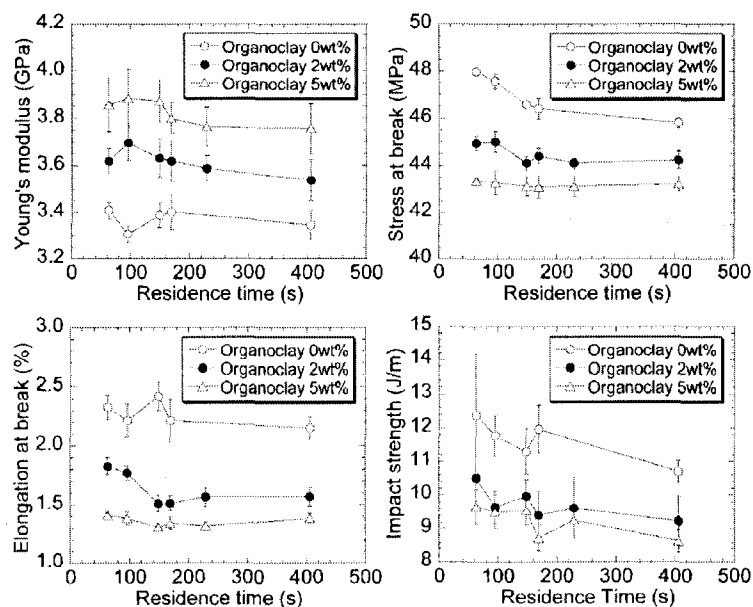 4.2
4.0
3.8
3.6
3.4
3.2
Young's modulus (GPa)
Organoclay 0wt%
Organoclay 2wt%
Organoclay 5wt%
0 100 200 300 400 500
Residence time (s)
50
48
46
44
42
40
Stress at break (MPa)
Organoclay 0wt%
Organoclay 2wt%
Organoclay 5wt%
0 100 200 300 400 500
Residence time (s)
3.0
2.5
2.0
1.5
1.0
Elongation at break (%)
Organoclay 0wt%
Organoclay 2wt%
Organoclay 5wt%
0 100 200 300 400 500
Residence time (s)
15
14
13
12
11
10
9
8
Impact strength (J/m)
Organoclay 0wt%
Organoclay 2wt%
Organoclay 5wt%
0 100 200 300 400 500
Residence Time (s)